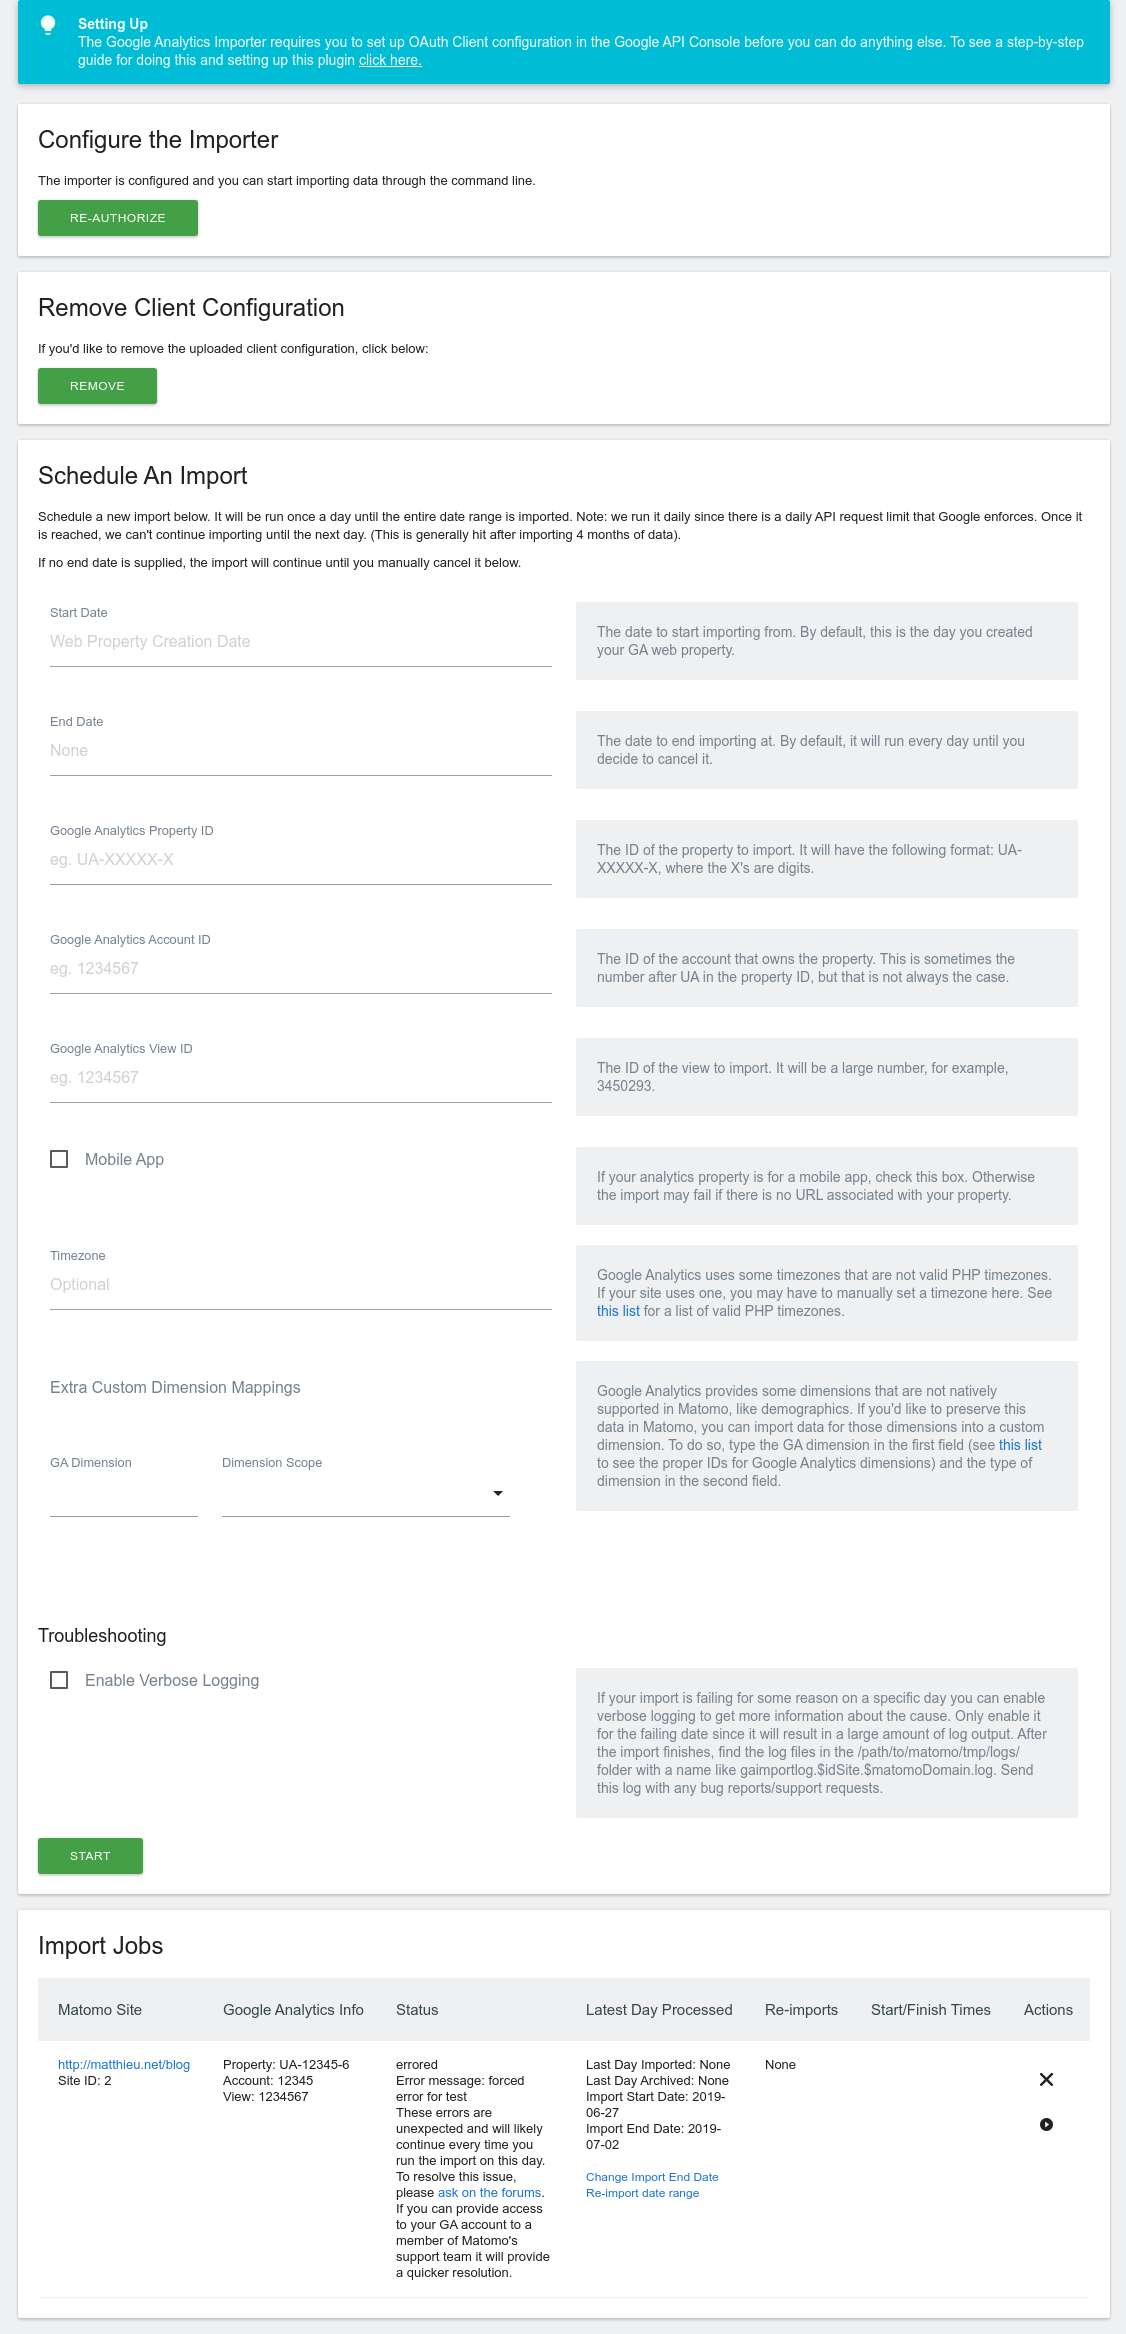 Setting Up
The Google Analytics Importer requires you to set up OAuth Client configuration in the Google API Console before you can do anything else. To see a step-by-step
guide for doing this and setting up this plugin click here.
Configure the Importer
The importer is configured and you can start importing data through the command line.
RE-AUTHORIZE
Remove Client Configuration
If you'd like to remove the uploaded client configuration, click below:
REMOVE
Schedule An Import
Schedule a new import below. It will be run once a day until the entire date range is imported. Note: we run it daily since there is a daily API request limit that Google enforces. Once it
is reached, we can't continue importing until the next day. (This is generally hit after importing 4 months of data).
If no end date is supplied, the import will continue until you manually cancel it below.
Start Date
Web Property Creation Date
The date to start importing from. By default, this is the day you created
your GA web property.
End Date
None
The date to end importing at. By default, it will run every day until you
decide to cancel it.
Google Analytics Property ID
eg. UA-XXXXX-X
The ID of the property to import. It will have the following format: UA-
XXXXX-X, where the X's are digits.
Google Analytics Account ID
eg. 1234567
The ID of the account that owns the property. This is sometimes the
number after UA in the property ID, but that is not always the case.
Google Analytics View ID
eg. 1234567
The ID of the view to import. It will be a large number, for example,
3450293.
Mobile App
If your analytics property is for a mobile app, check this box. Otherwise
the import may fail if there is no URL associated with your property.
Timezone
Optional
Google Analytics uses some timezones that are not valid PHP timezones.
If your site uses one, you may have to manually set a timezone here. See
this list for a list of valid PHP timezones.
Extra Custom Dimension Mappings
GA Dimension
Dimension Scope
Google Analytics provides some dimensions that are not natively
supported in Matomo, like demographics. If you'd like to preserve this
data in Matomo, you can import data for those dimensions into a custom
dimension. To do so, type the GA dimension in the first field (see this list
to see the proper IDs for Google Analytics dimensions) and the type of
dimension in the second field.
Troubleshooting
Enable Verbose Logging
If your import is failing for some reason on a specific day you can enable
verbose logging to get more information about the cause. Only enable it
for the failing date since it will result in a large amount of log output. After
the import finishes, find the log files in the /path/to/matomo/tmp/logs/
folder with a name like gaimportlog.$idSite.$matomoDomain.log. Send
this log with any bug reports/support requests.
START
Import Jobs
Matomo Site
Google Analytics Info
Status
Latest Day Processed
Re-imports
Start/Finish Times
Actions
http://matthieu.net/blog
Site ID: 2
Property: UA-12345-6
Account: 12345
View: 1234567
errored
Error message: forced
error for test
These errors are
unexpected and will likely
continue every time you
run the import on this day.
To resolve this issue,
please ask on the forums.
If you can provide access
to your GA account to a
member of Matomo's
support team it will provide
a quicker resolution.
Last Day Imported: None
Last Day Archived: None
Import Start Date: 2019-
06-27
Import End Date: 2019-
07-02
Change Import End Date
Re-import date range
None